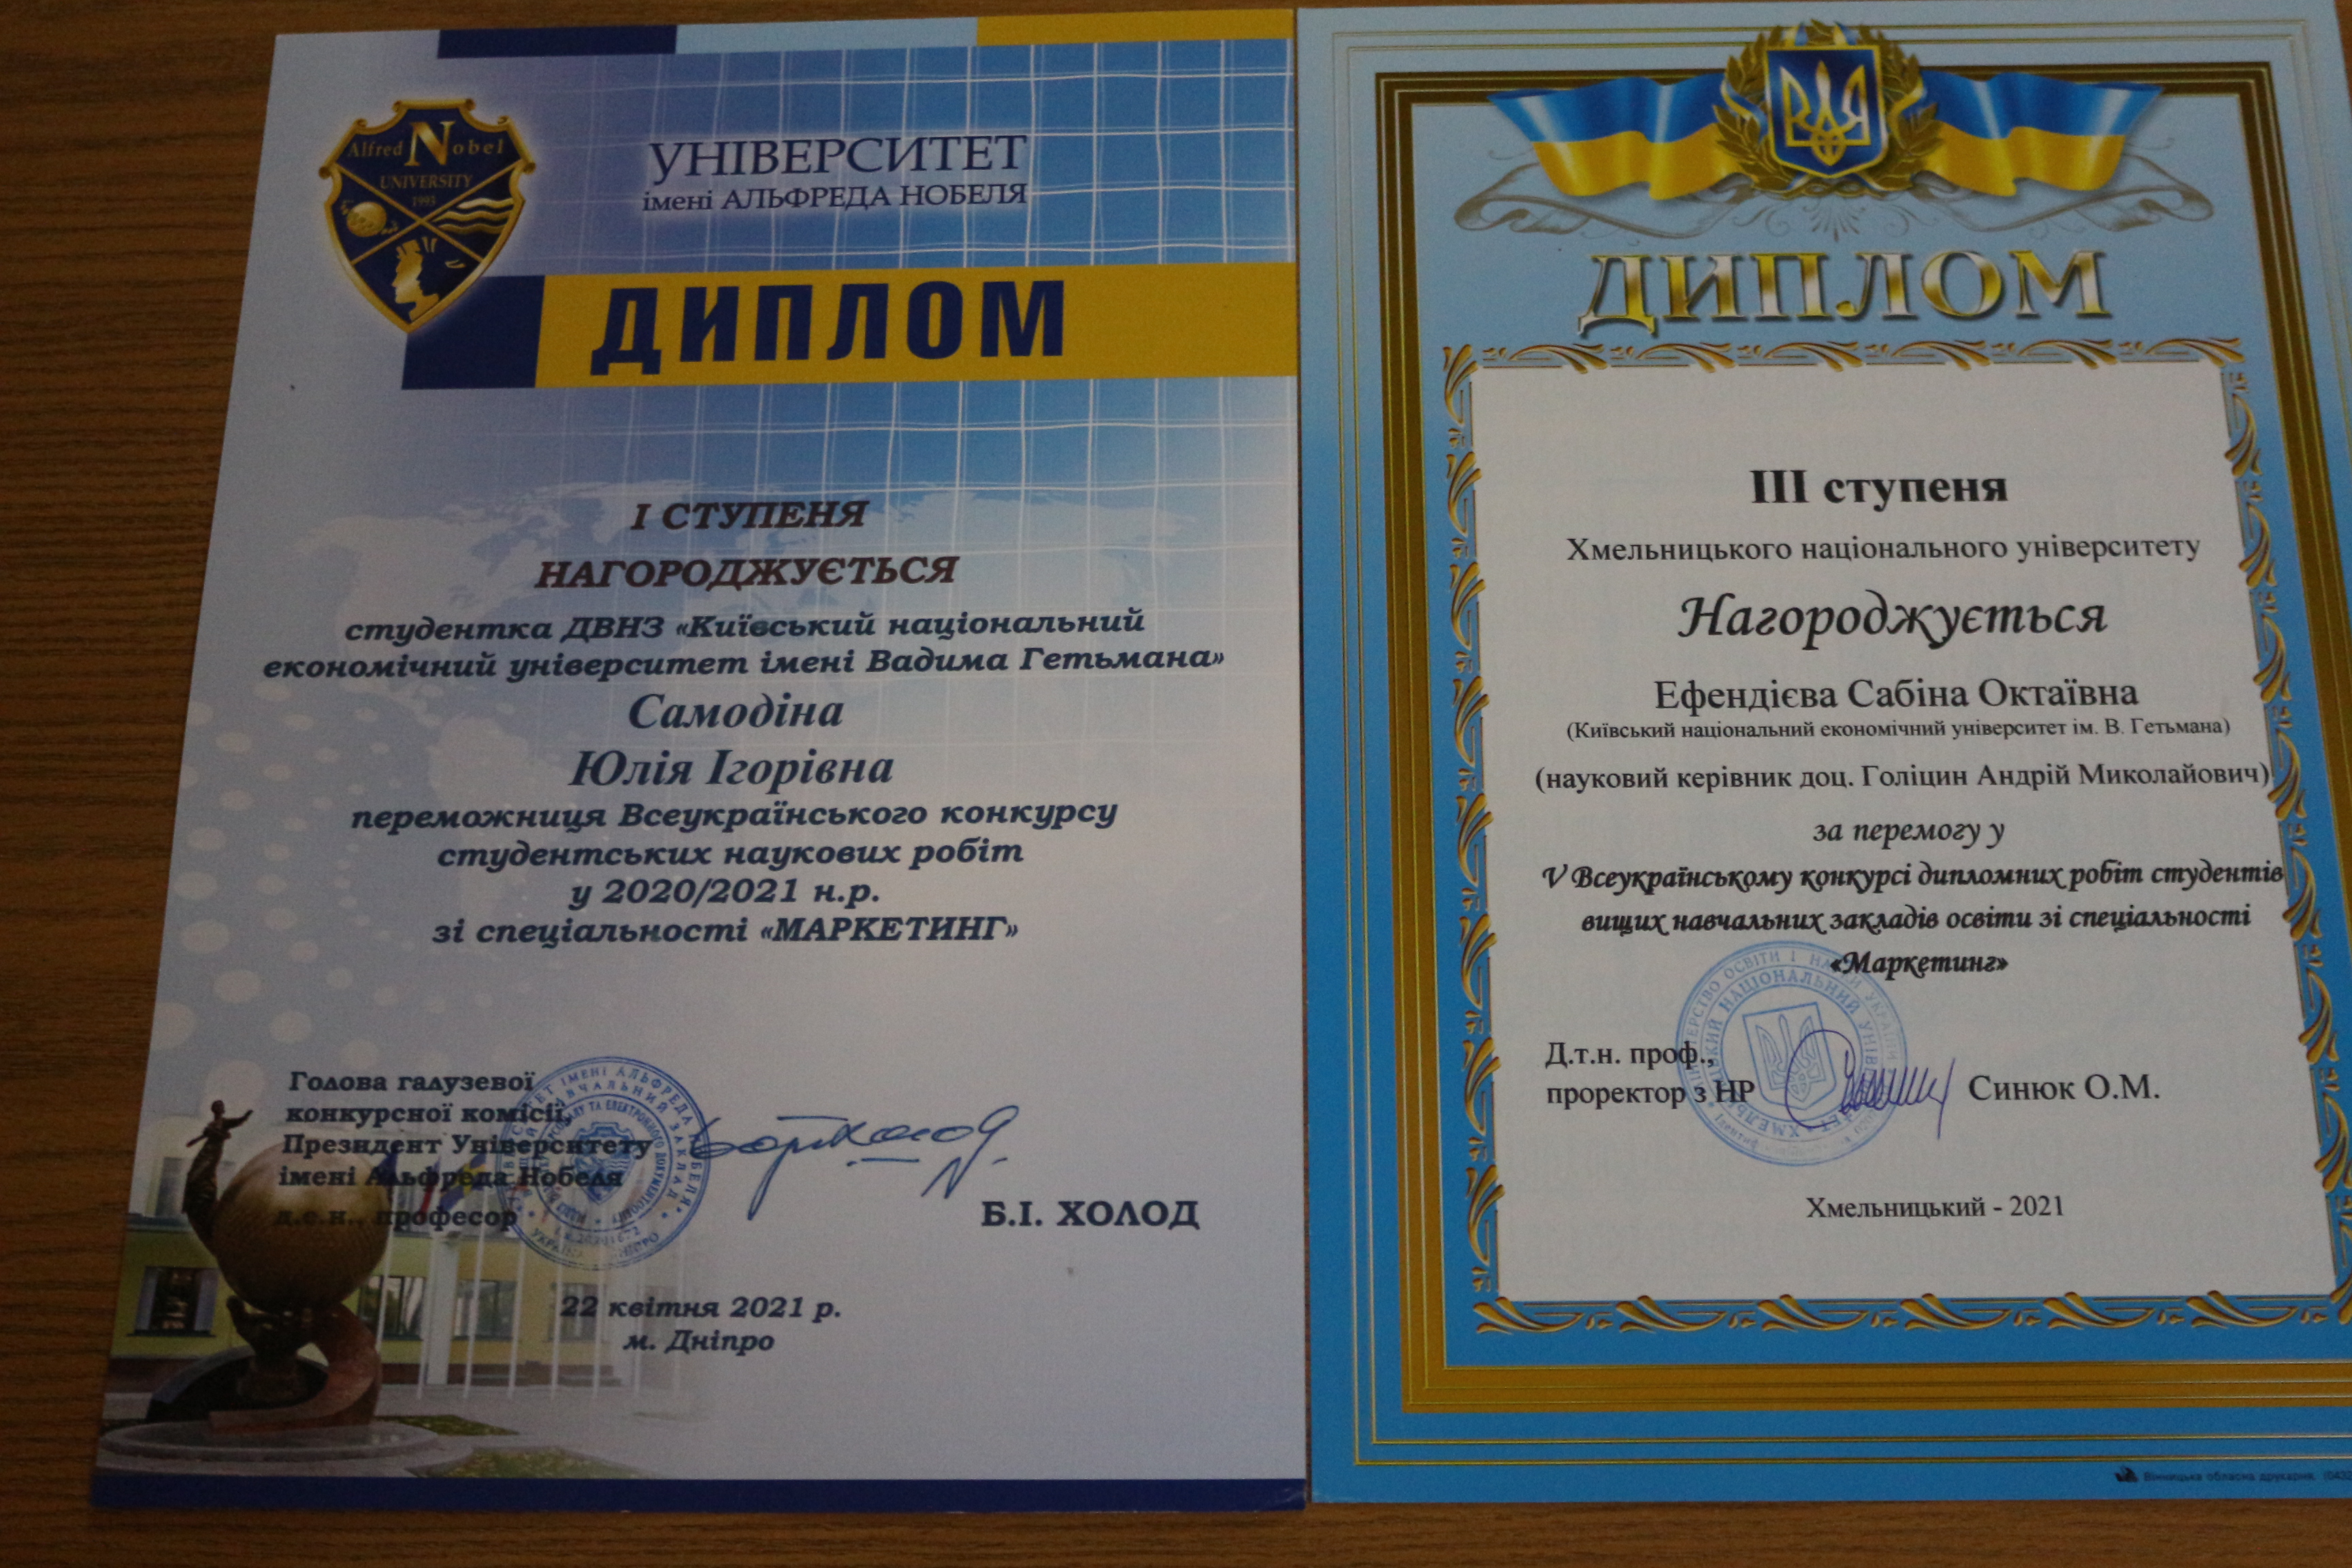 Alfred Nobel
UNIVERSITY
1993
УНІВЕРСИТЕТ
імені АЛЬФРЕДА НОБЕЛЯ
ДИПЛОМ
І СТУПЕНЯ
НАГОРОДЖУЄТЬСЯ
студентка ДВНЗ «Київський національний
економічний університет імені Вадима Гетьмана»
Самодіна
Юлія Ігорівна
переможниця Всеукраїнського конкурсу
студентських наукових робіт
у 2020/2021 н.р.
зі спеціальності «МАРКЕТИНГ»
Голова галузевої
конкурсної комісії,
Президент Університету
імені Альфреда Нобеля
д.е.н., професор
Б.І. ХОЛОД
22 квітня 2021 р.
м. Дніпро
ДИПЛОМ
ІІІ ступеня
Хмельницького національного університету
Нагороджується
Ефендієва Сабіна Октаївна
(Київський національний економічний університет ім. В. Гетьмана)
(науковий керівник доц. Голіцин Андрій Миколайович)
за перемогу у
V Всеукраїнському конкурсі дипломних робіт студентів
вищих навчальних закладів освіти зі спеціальності
«Маркетинг»
Д.т.н. проф.,
проректор з НР
Синюк О.М.
Хмельницький - 2021
Вінницька обласна друкарня,